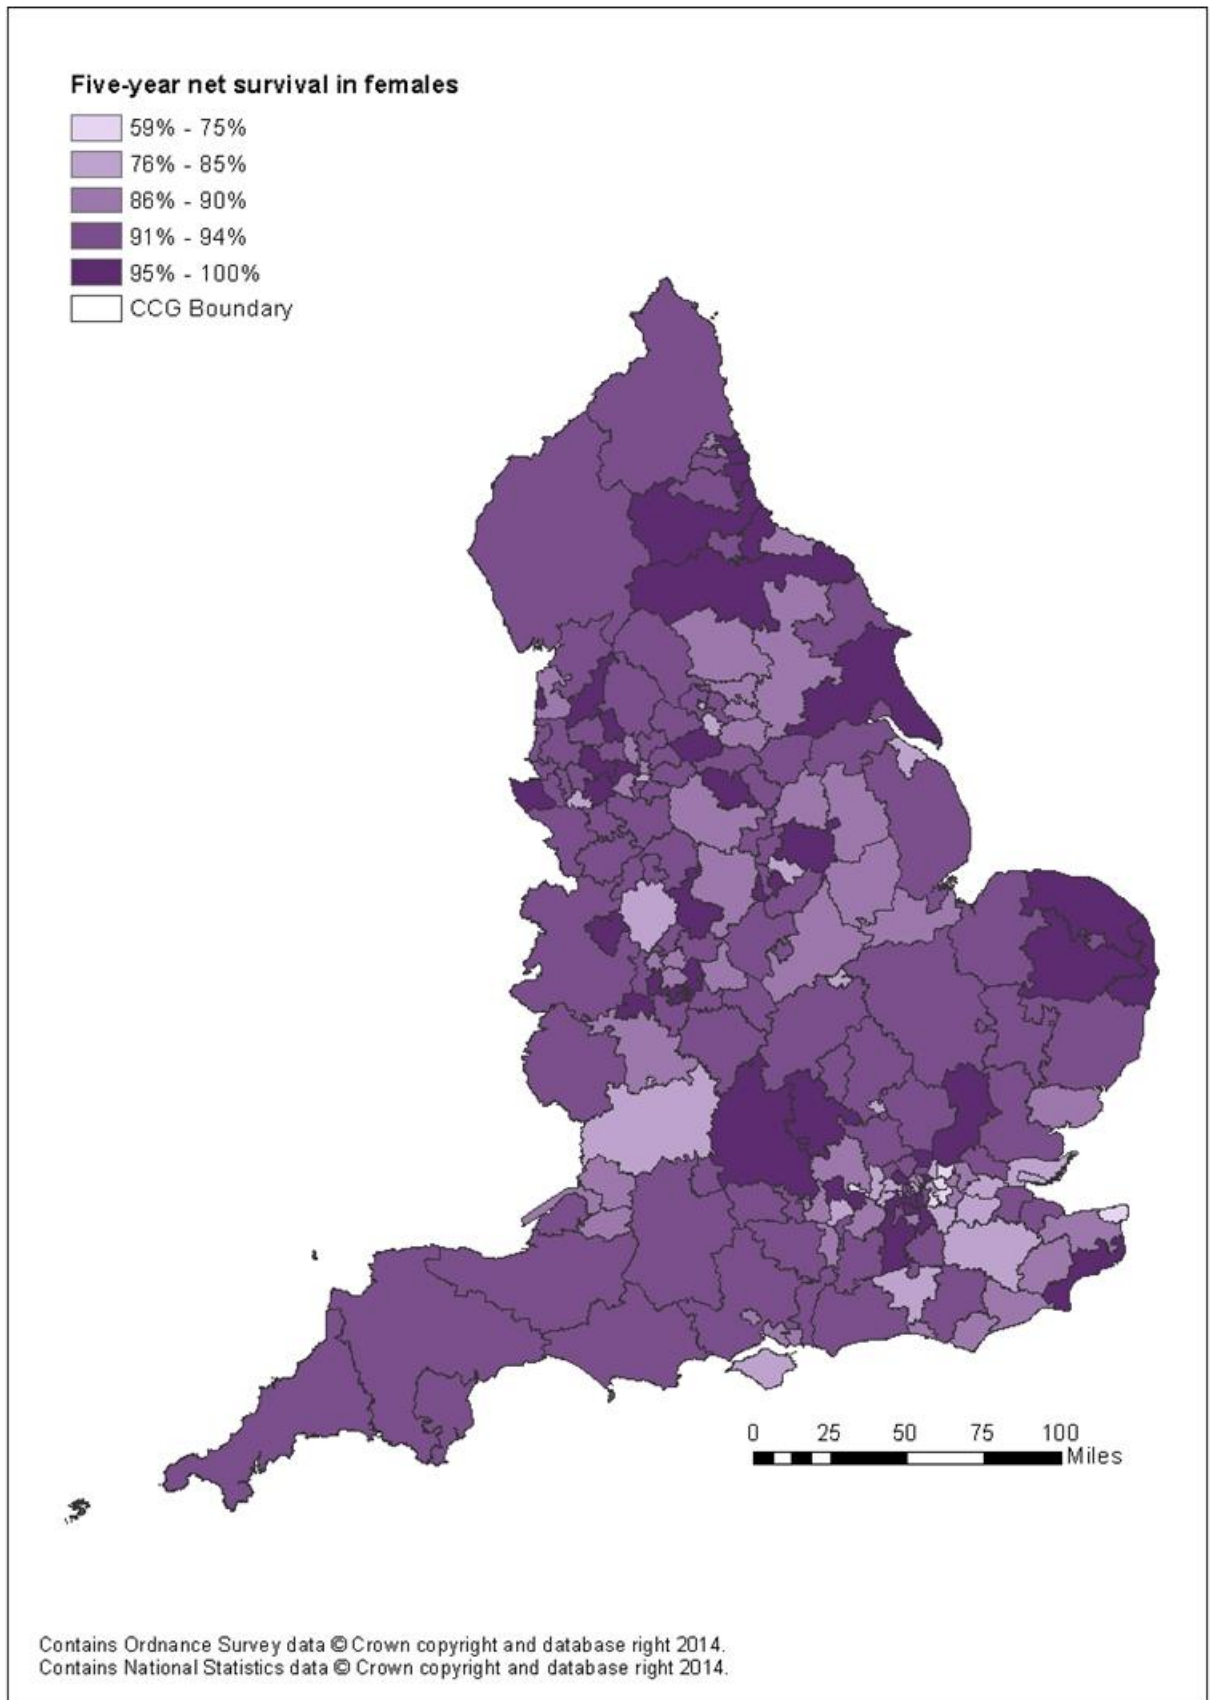 Five-year net survival in females
59% - 75%
76% - 85%
86% - 90%
91% - 94%
95% - 100%
CCG Boundary
0 25 50 75 100
Miles
Contains Ordnance Survey data © Crown copyright and database right 2014.
Contains National Statistics data © Crown copyright and database right 2014.